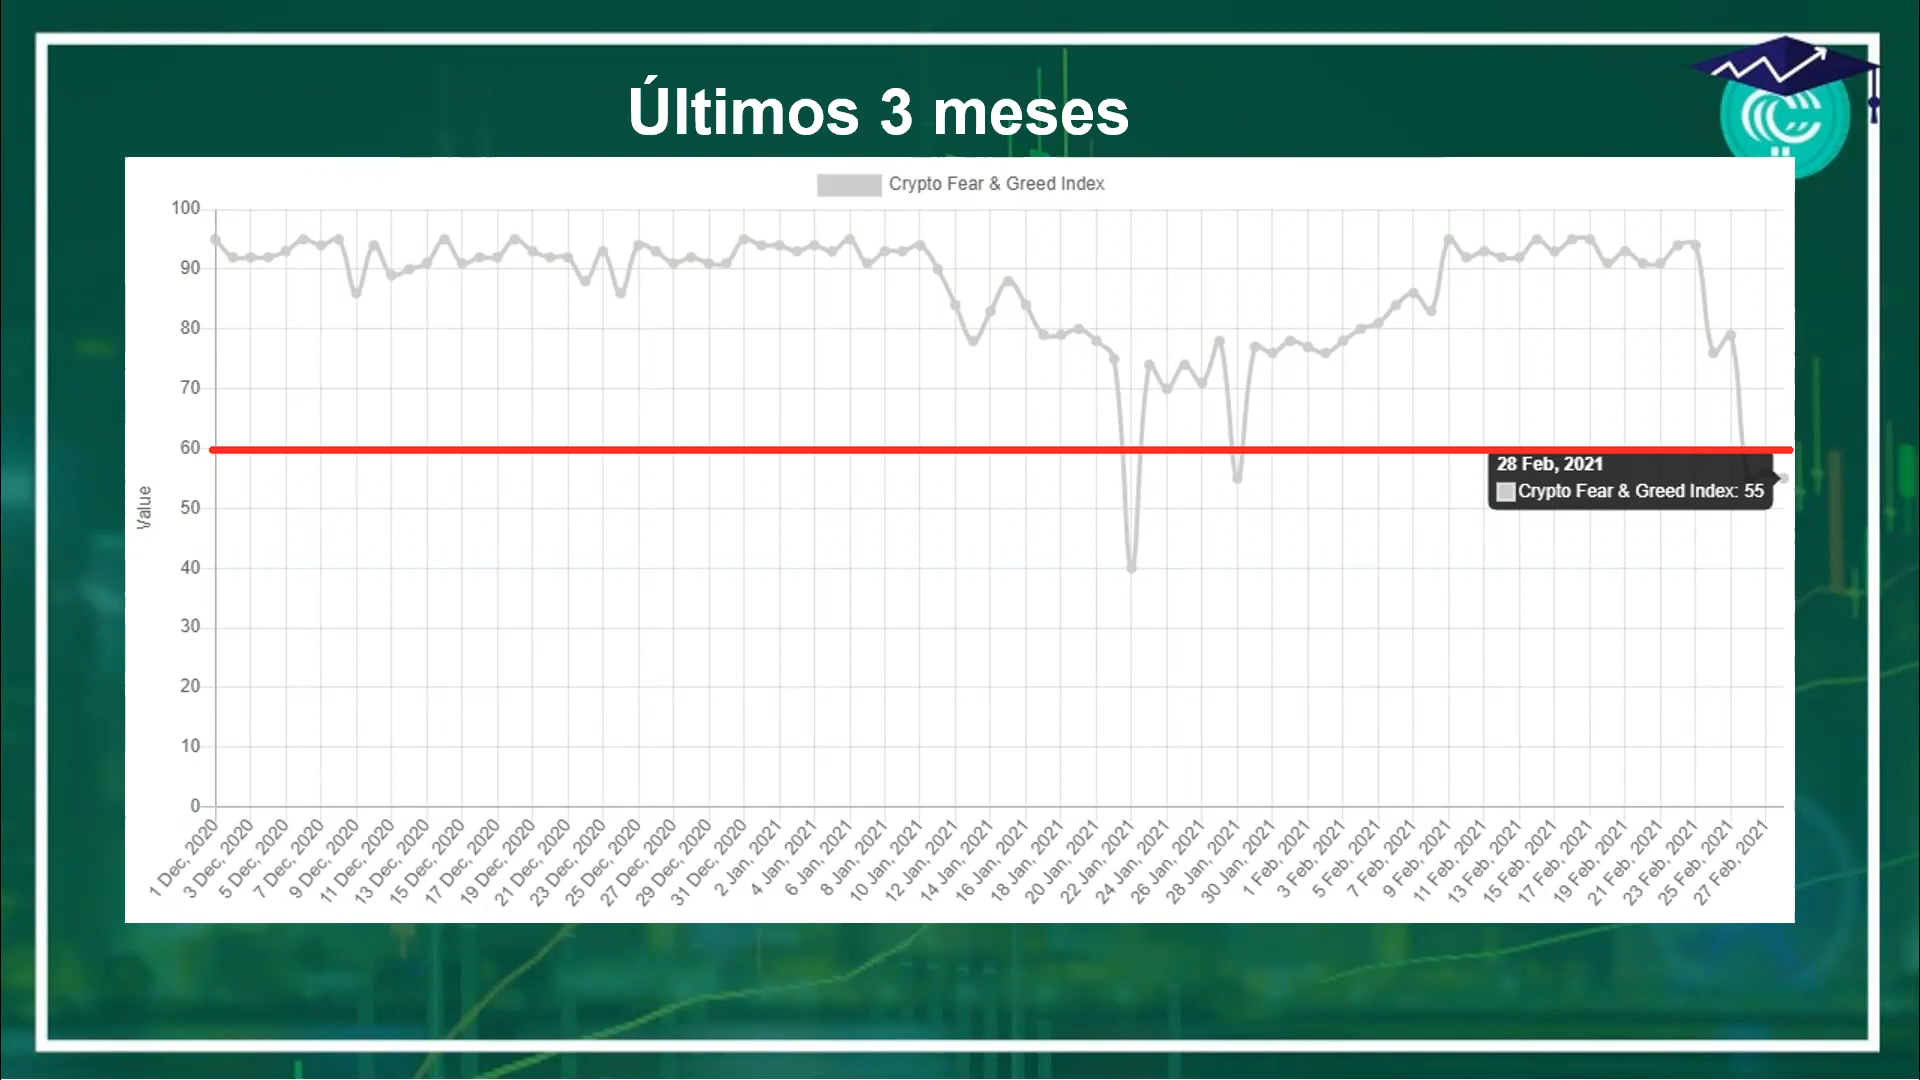 Últimos 3 meses
Crypto Fear & Greed Index
100
90
80
70
60
50
40
30
20
10
0
Value
28 Feb, 2021
Crypto Fear & Greed Index: 55
1 Dec, 2020
3 Dec, 2020
5 Dec, 2020
7 Dec, 2020
9 Dec, 2020
11 Dec, 2020
13 Dec, 2020
15 Dec, 2020
17 Dec, 2020
19 Dec, 2020
21 Dec, 2020
23 Dec, 2020
25 Dec, 2020
27 Dec, 2020
29 Dec, 2020
31 Dec, 2020
2 Jan, 2021
4 Jan, 2021
6 Jan, 2021
8 Jan, 2021
10 Jan, 2021
12 Jan, 2021
14 Jan, 2021
16 Jan, 2021
18 Jan, 2021
20 Jan, 2021
22 Jan, 2021
24 Jan, 2021
26 Jan, 2021
28 Jan, 2021
30 Jan, 2021
1 Feb, 2021
3 Feb, 2021
5 Feb, 2021
7 Feb, 2021
9 Feb, 2021
11 Feb, 2021
13 Feb, 2021
15 Feb, 2021
17 Feb, 2021
19 Feb, 2021
21 Feb, 2021
23 Feb, 2021
25 Feb, 2021
27 Feb, 2021